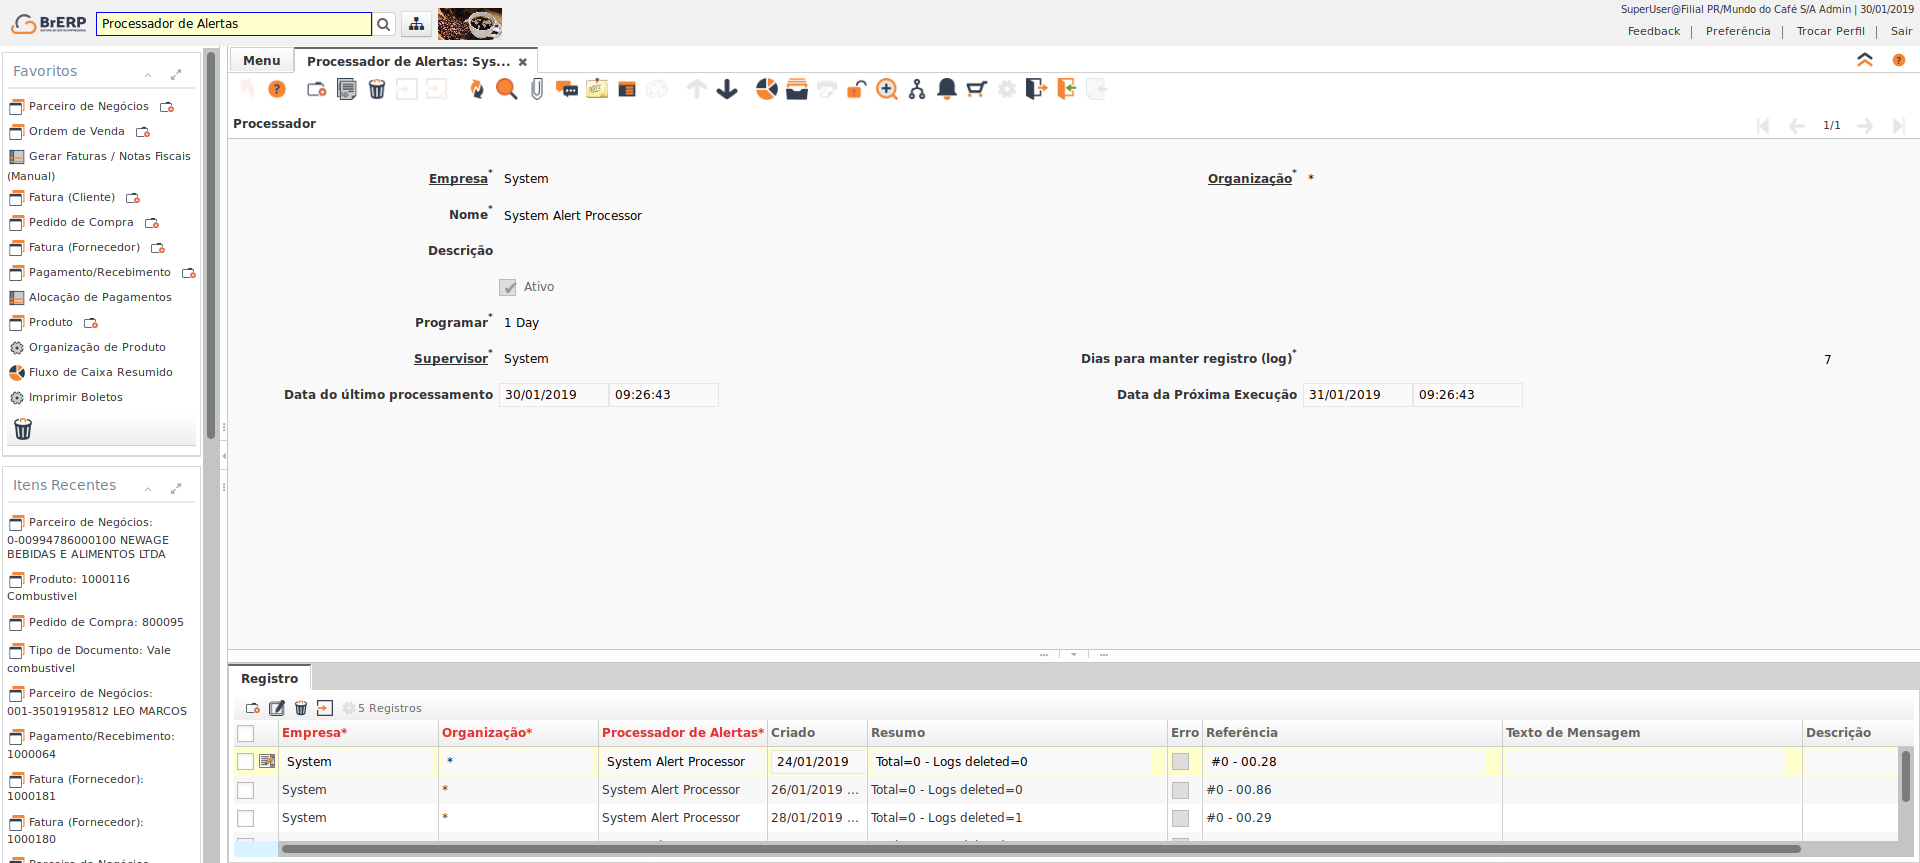 BrERP
Processador de Alertas
SuperUser@Filial PR/Mundo do Café S/A Admin | 30/01/2019
Feedback | Preferência | Trocar Perfil | Sair
Favoritos
Parceiro de Negócios
Ordem de Venda
Gerar Faturas / Notas Fiscais
(Manual)
Fatura (Cliente)
Pedido de Compra
Fatura (Fornecedor)
Pagamento/Recebimento
Alocação de Pagamentos
Produto
Organização de Produto
Fluxo de Caixa Resumido
Imprimir Boletos
Itens Recentes
Parceiro de Negócios:
0-00994786000100 NEWAGE
BEBIDAS E ALIMENTOS LTDA
Produto: 1000116
Combustivel
Pedido de Compra: 800095
Tipo de Documento: Vale
combustivel
Parceiro de Negócios:
001-35019195812 LEO MARCOS
Pagamento/Recebimento:
1000064
Fatura (Fornecedor):
1000181
Fatura (Fornecedor):
1000180
Menu
Processador de Alertas: Sys...
Processador
1/1
Empresa* System
Organização* *
Nome* System Alert Processor
Descrição
Ativo
Programar* 1 Day
Supervisor* System
Dias para manter registro (log)* 7
Data do último processamento 30/01/2019 09:26:43
Data da Próxima Execução 31/01/2019 09:26:43
Registro
5 Registros
Empresa* Organização* Processador de Alertas* Criado Resumo Erro Referência Texto de Mensagem Descrição
System * System Alert Processor 24/01/2019 Total=0 - Logs deleted=0 #0 - 00.28
System * System Alert Processor 26/01/2019 ... Total=0 - Logs deleted=0 #0 - 00.86
System * System Alert Processor 28/01/2019 ... Total=0 - Logs deleted=1 #0 - 00.29